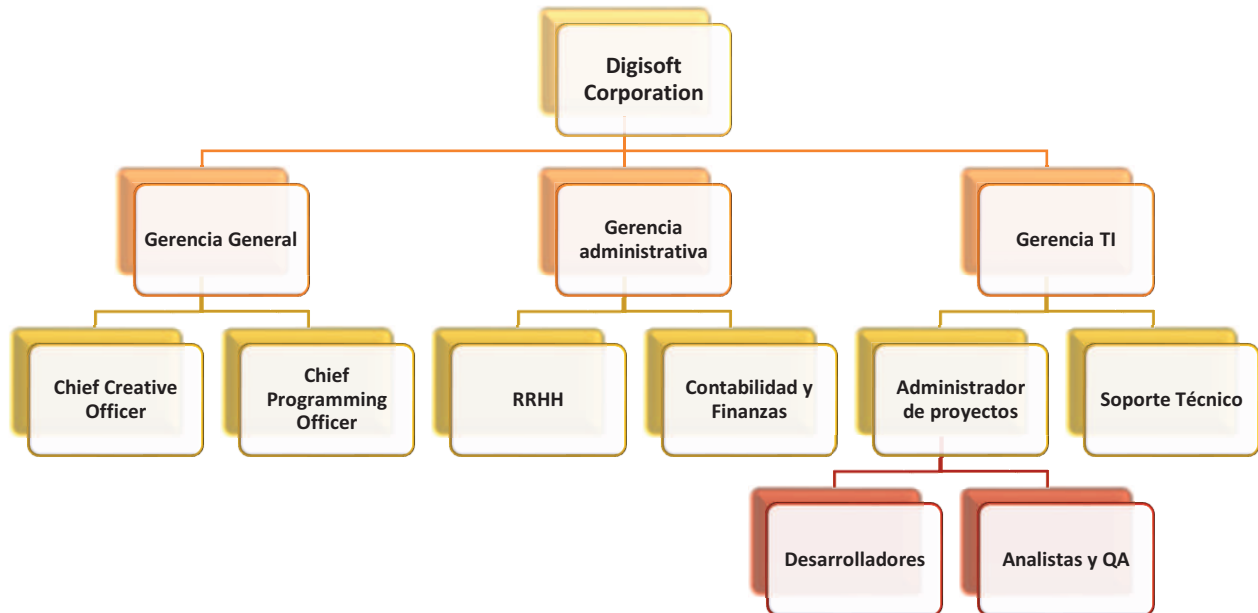 Digisoft
Corporation
Gerencia General
Gerencia
administrativa
Gerencia TI
Chief Creative
Officer
Chief
Programming
Officer
RRHH
Contabilidad y
Finanzas
Administrador
de proyectos
Soporte Técnico
Desarrolladores
Analistas y QA